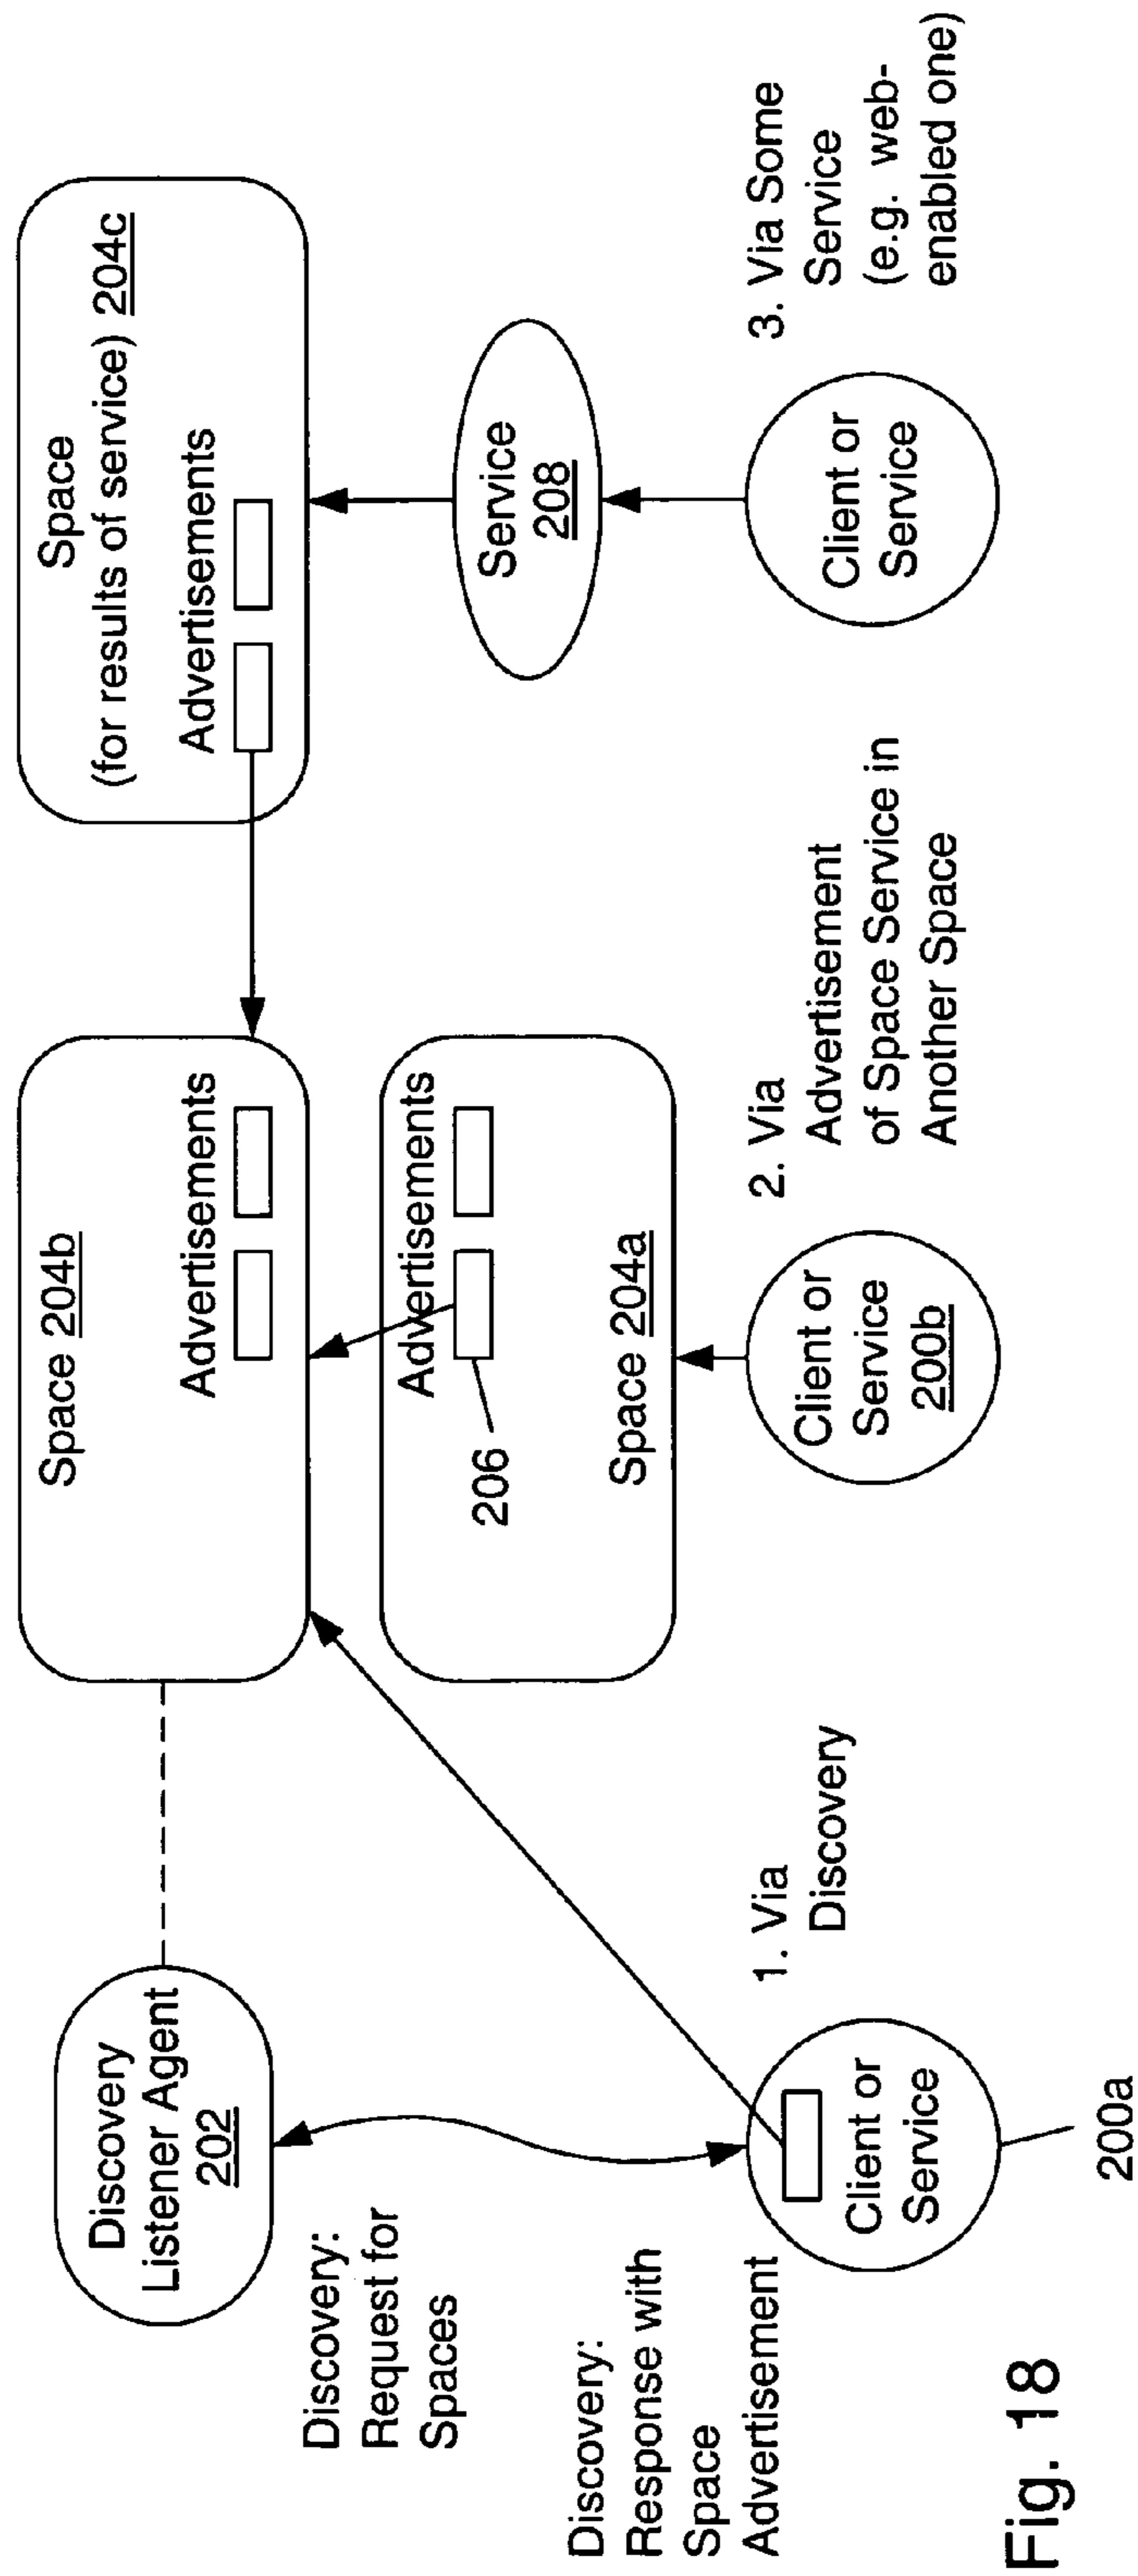 Discovery
Listener Agent
202
Discovery:
Request for
Spaces
Discovery:
Response with
Space
Advertisement
Client or
Service
200a
1. Via
Discovery
Space 204b
Advertisements
Advertisements
206
Space 204a
Client or
Service
200b
2. Via
Advertisement
of Space Service in
Another Space
Space
(for results of service) 204c
Advertisements
Service
208
Client or
Service
3. Via Some
Service
(e.g. web-
enabled one)
Fig. 18